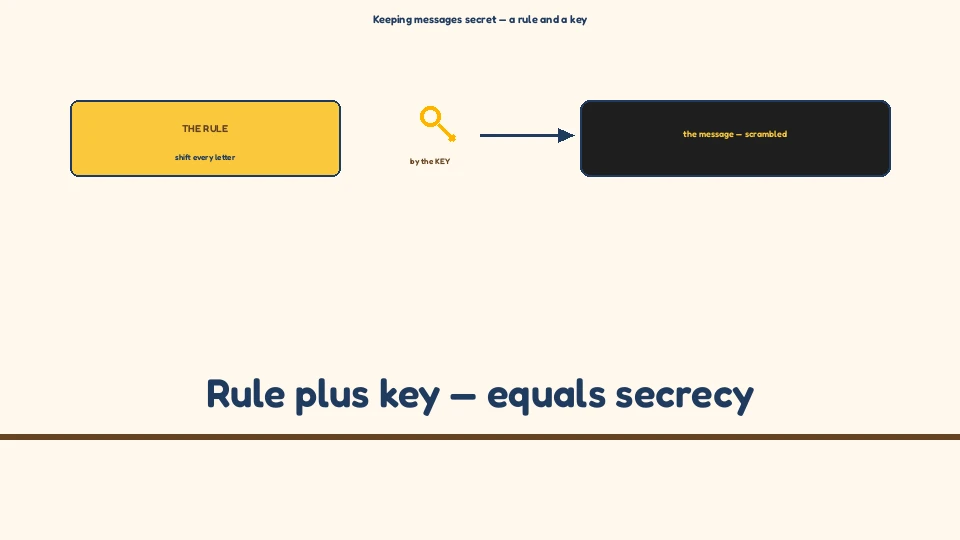 Keeping messages secret — a rule and a key
THE RULE
shift every letter
by the KEY
the message — scrambled
Rule plus key — equals secrecy